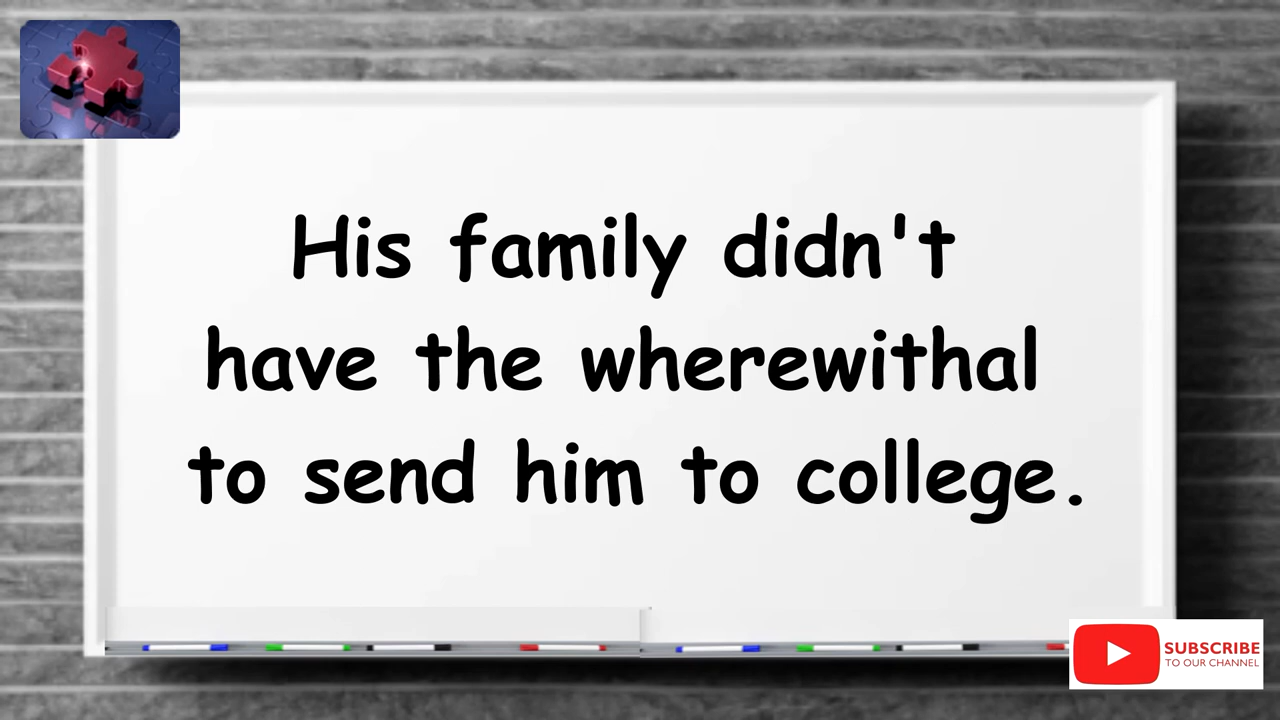 His family didn't
have the wherewithal
to send him to college.
SUBSCRIBE
TO OUR CHANNEL